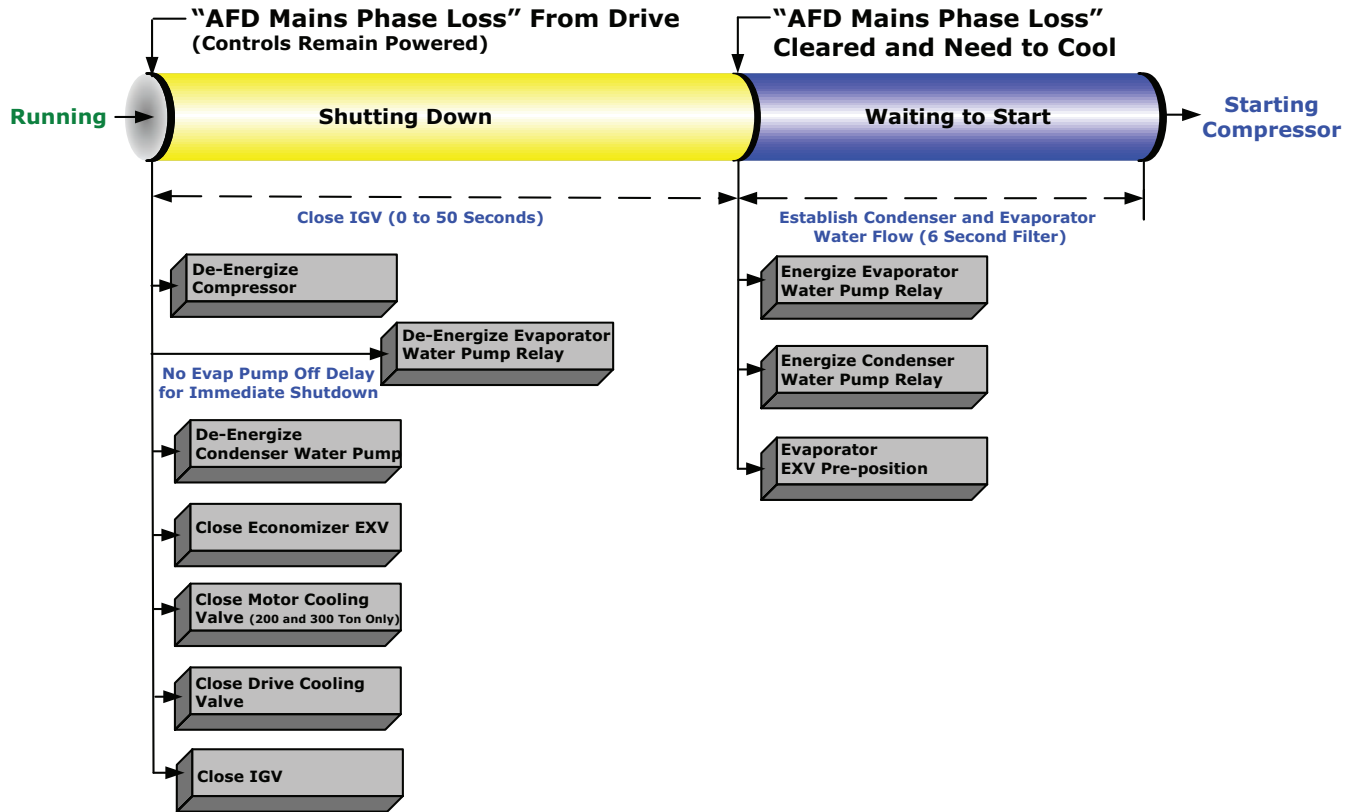 “AFD Mains Phase Loss” From Drive
(Controls Remain Powered)
“AFD Mains Phase Loss”
Cleared and Need to Cool
Running
Shutting Down
Waiting to Start
Starting
Compressor
Close IGV (0 to 50 Seconds)
Establish Condenser and Evaporator
Water Flow (6 Second Filter)
De-Energize
Compressor
De-Energize Evaporator
Water Pump Relay
No Evap Pump Off Delay
for Immediate Shutdown
De-Energize
Condenser Water Pump
Close Economizer EXV
Close Motor Cooling
Valve (200 and 300 Ton Only)
Close Drive Cooling
Valve
Close IGV
Energize Evaporator
Water Pump Relay
Energize Condenser
Water Pump Relay
Evaporator
EXV Pre-position